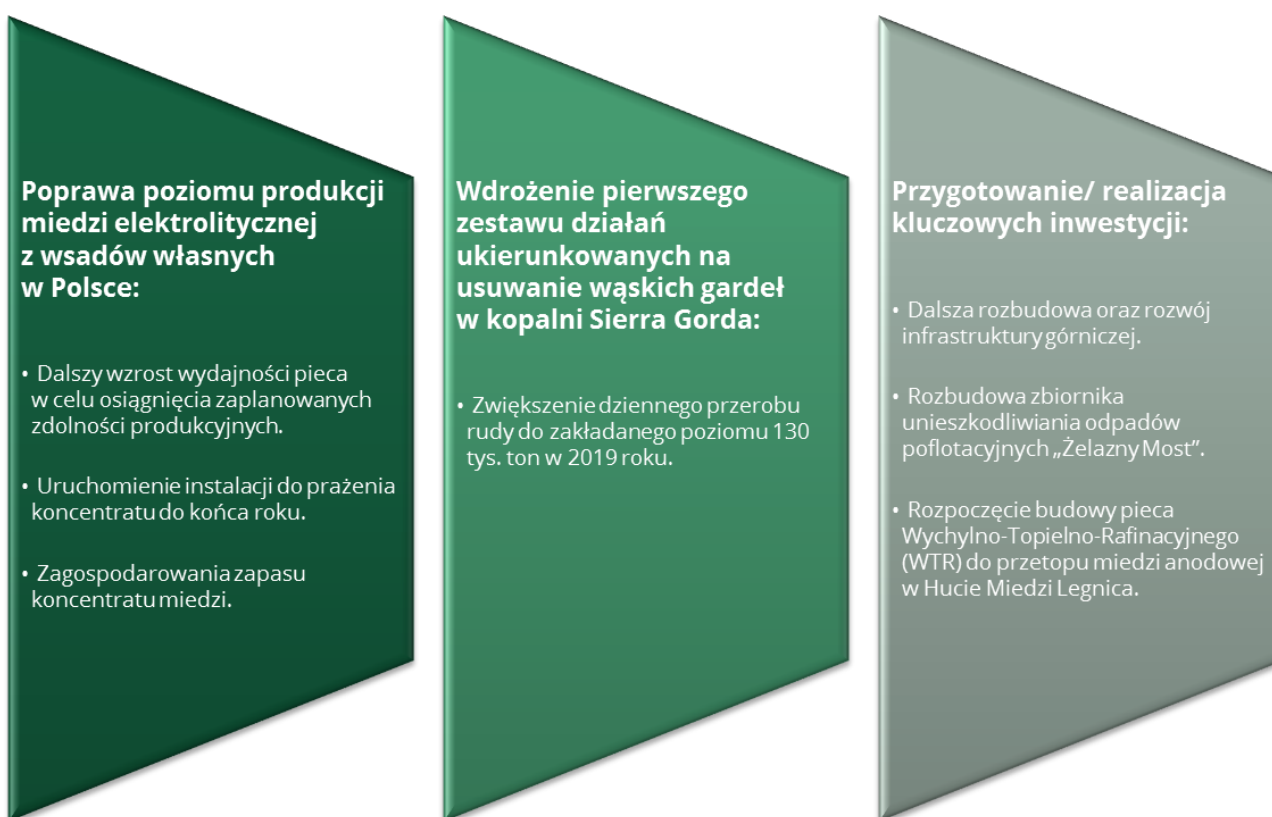 Poprawa poziomu produkcji
miedzi elektrolitycznej
z wsadów własnych
w Polsce:
• Dalszy wzrost wydajności pieca
w celu osiągnięcia zaplanowanych
zdolności produkcyjnych.
• Uruchomienie instalacji do prażenia
koncentratu do końca roku.
• Zagospodarowania zapasu
koncentratu miedzi.
Wdrożenie pierwszego
zestawu działań
ukierunkowanych na
usuwanie wąskich gardeł
w kopalni Sierra Gorda:
• Zwiększenie dziennego przerobu
rudy do zakładanego poziomu 130
tys. ton w 2019 roku.
Przygotowanie/ realizacja
kluczowych inwestycji:
• Dalsza rozbudowa oraz rozwój
infrastruktury górniczej.
• Rozbudowa zbiornika
unieszkodliwiania odpadów
poflotacyjnych „Żelazny Most”.
• Rozpoczęcie budowy pieca
Wychylno-Topielno-Rafinacyjnego
(WTR) do przetopu miedzi anodowej
w Hucie Miedzi Legnica.